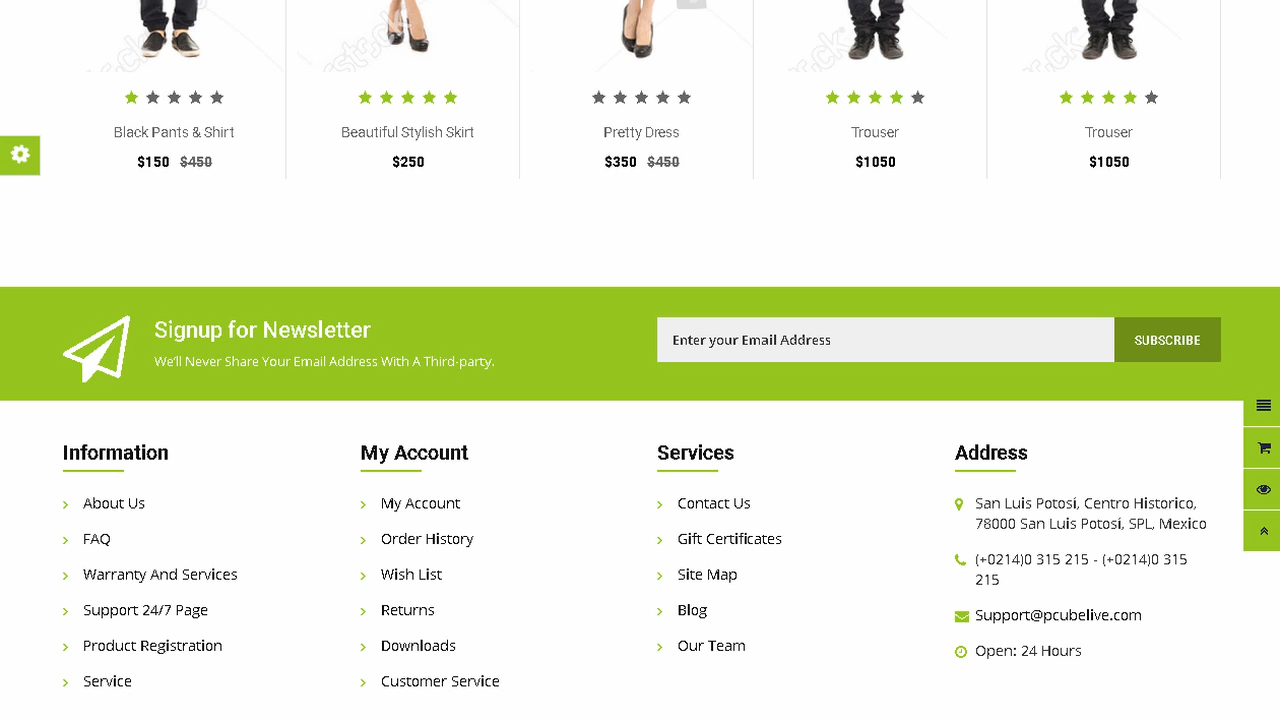 Black Pants & Shirt
$150 $450
Beautiful Stylish Skirt
$250
Pretty Dress
$350 $450
Trouser
$1050
Trouser
$1050
Signup for Newsletter
We'll Never Share Your Email Address With A Third-party.
Enter your Email Address
SUBSCRIBE
Information
About Us
FAQ
Warranty And Services
Support 24/7 Page
Product Registration
Service
My Account
My Account
Order History
Wish List
Returns
Downloads
Customer Service
Services
Contact Us
Gift Certificates
Site Map
Blog
Our Team
Address
San Luis Potosí, Centro Historico,
78000 San Luis Potosí, SPL, Mexico
(+0214)0 315 215 - (+0214)0 315
215
Support@pcubelive.com
Open: 24 Hours